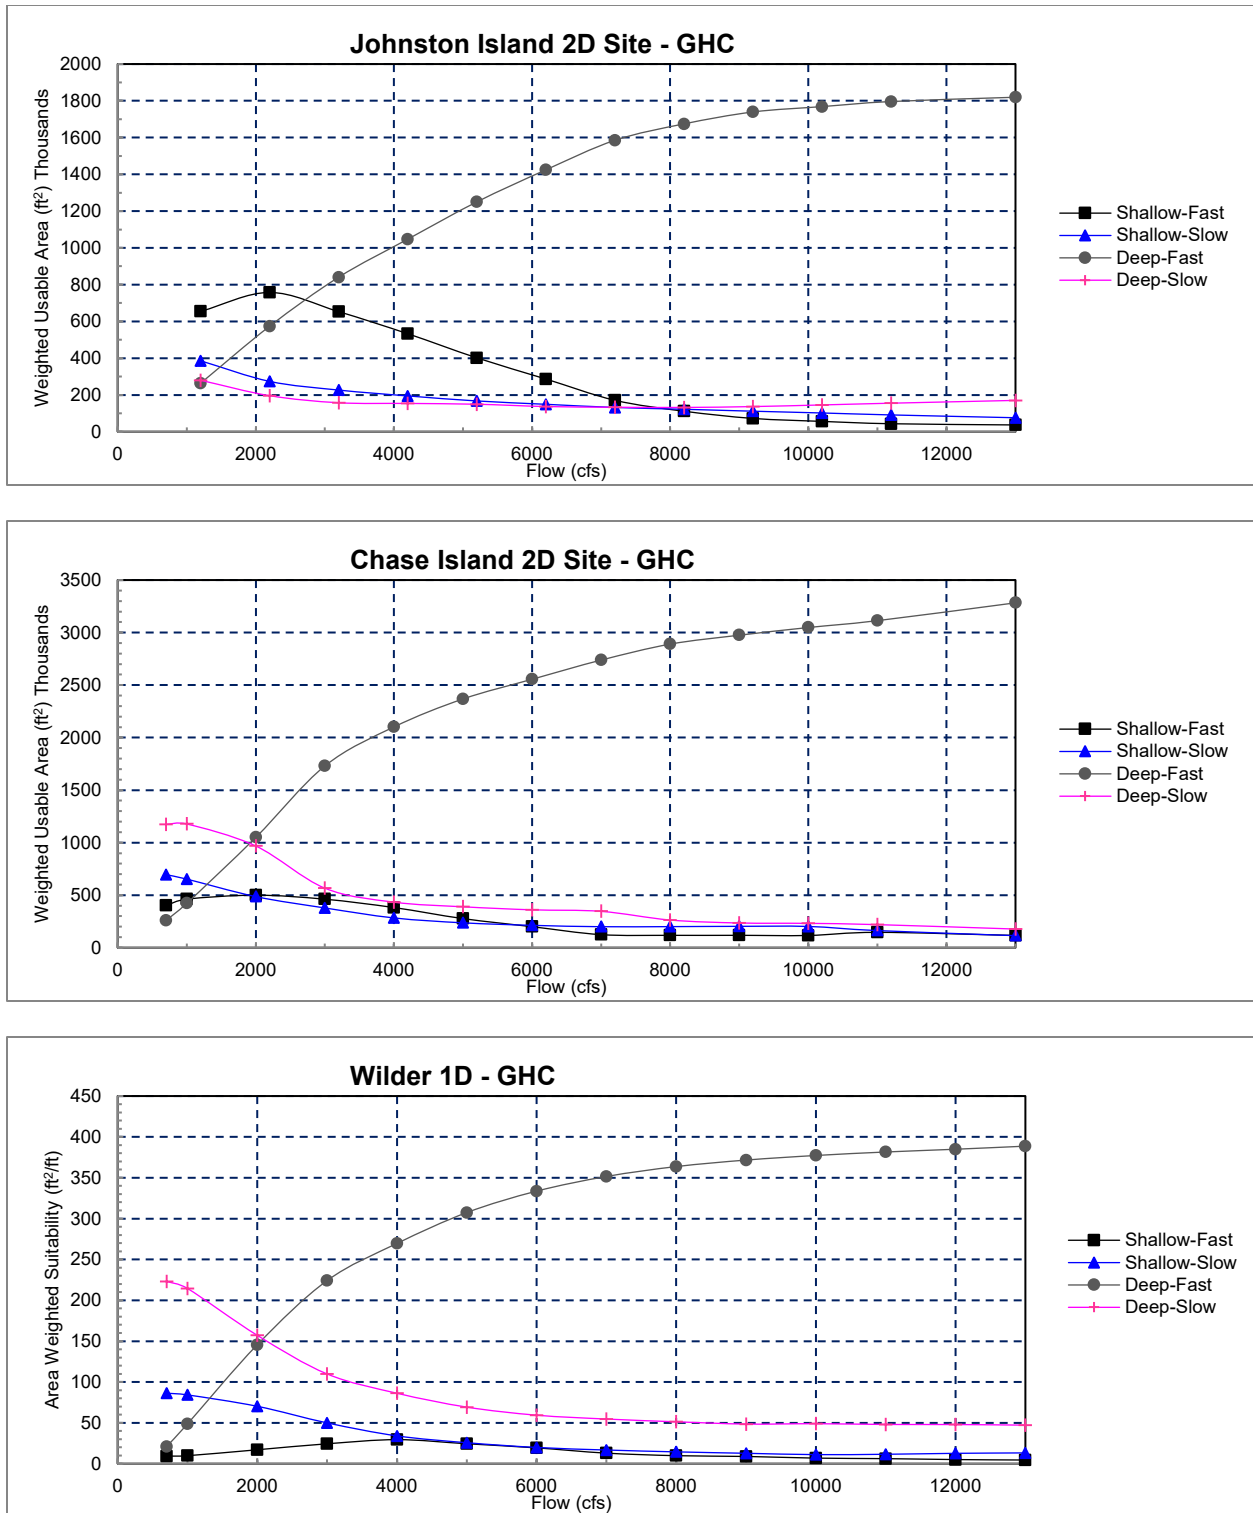 Johnston Island 2D Site - GHC
Weighted Usable Area (ft²) Thousands
2000
1800
1600
1400
1200
1000
800
600
400
200
0
0 2000 4000 6000 8000 10000 12000
Flow (cfs)
Shallow-Fast
Shallow-Slow
Deep-Fast
Deep-Slow
Chase Island 2D Site - GHC
Weighted Usable Area (ft²) Thousands
3500
3000
2500
2000
1500
1000
500
0
0 2000 4000 6000 8000 10000 12000
Flow (cfs)
Shallow-Fast
Shallow-Slow
Deep-Fast
Deep-Slow
Wilder 1D - GHC
Area Weighted Suitability (ft²/ft)
450
400
350
300
250
200
150
100
50
0
0 2000 4000 6000 8000 10000 12000
Flow (cfs)
Shallow-Fast
Shallow-Slow
Deep-Fast
Deep-Slow